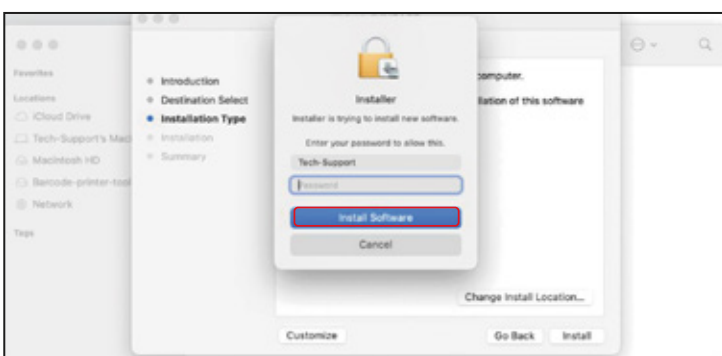 Favorites
Locations
iCloud Drive
Tech-Support's Mac
Macintosh HD
Barcode-printer-tool
Network
Tags
Introduction
Destination Select
Installation Type
Installation
Summary
computer.
llation of this software
Installer
Installer is trying to install new software.
Enter your password to allow this.
Tech-Support
Password
Install Software
Cancel
Change Install Location...
Customize
Go Back
Install